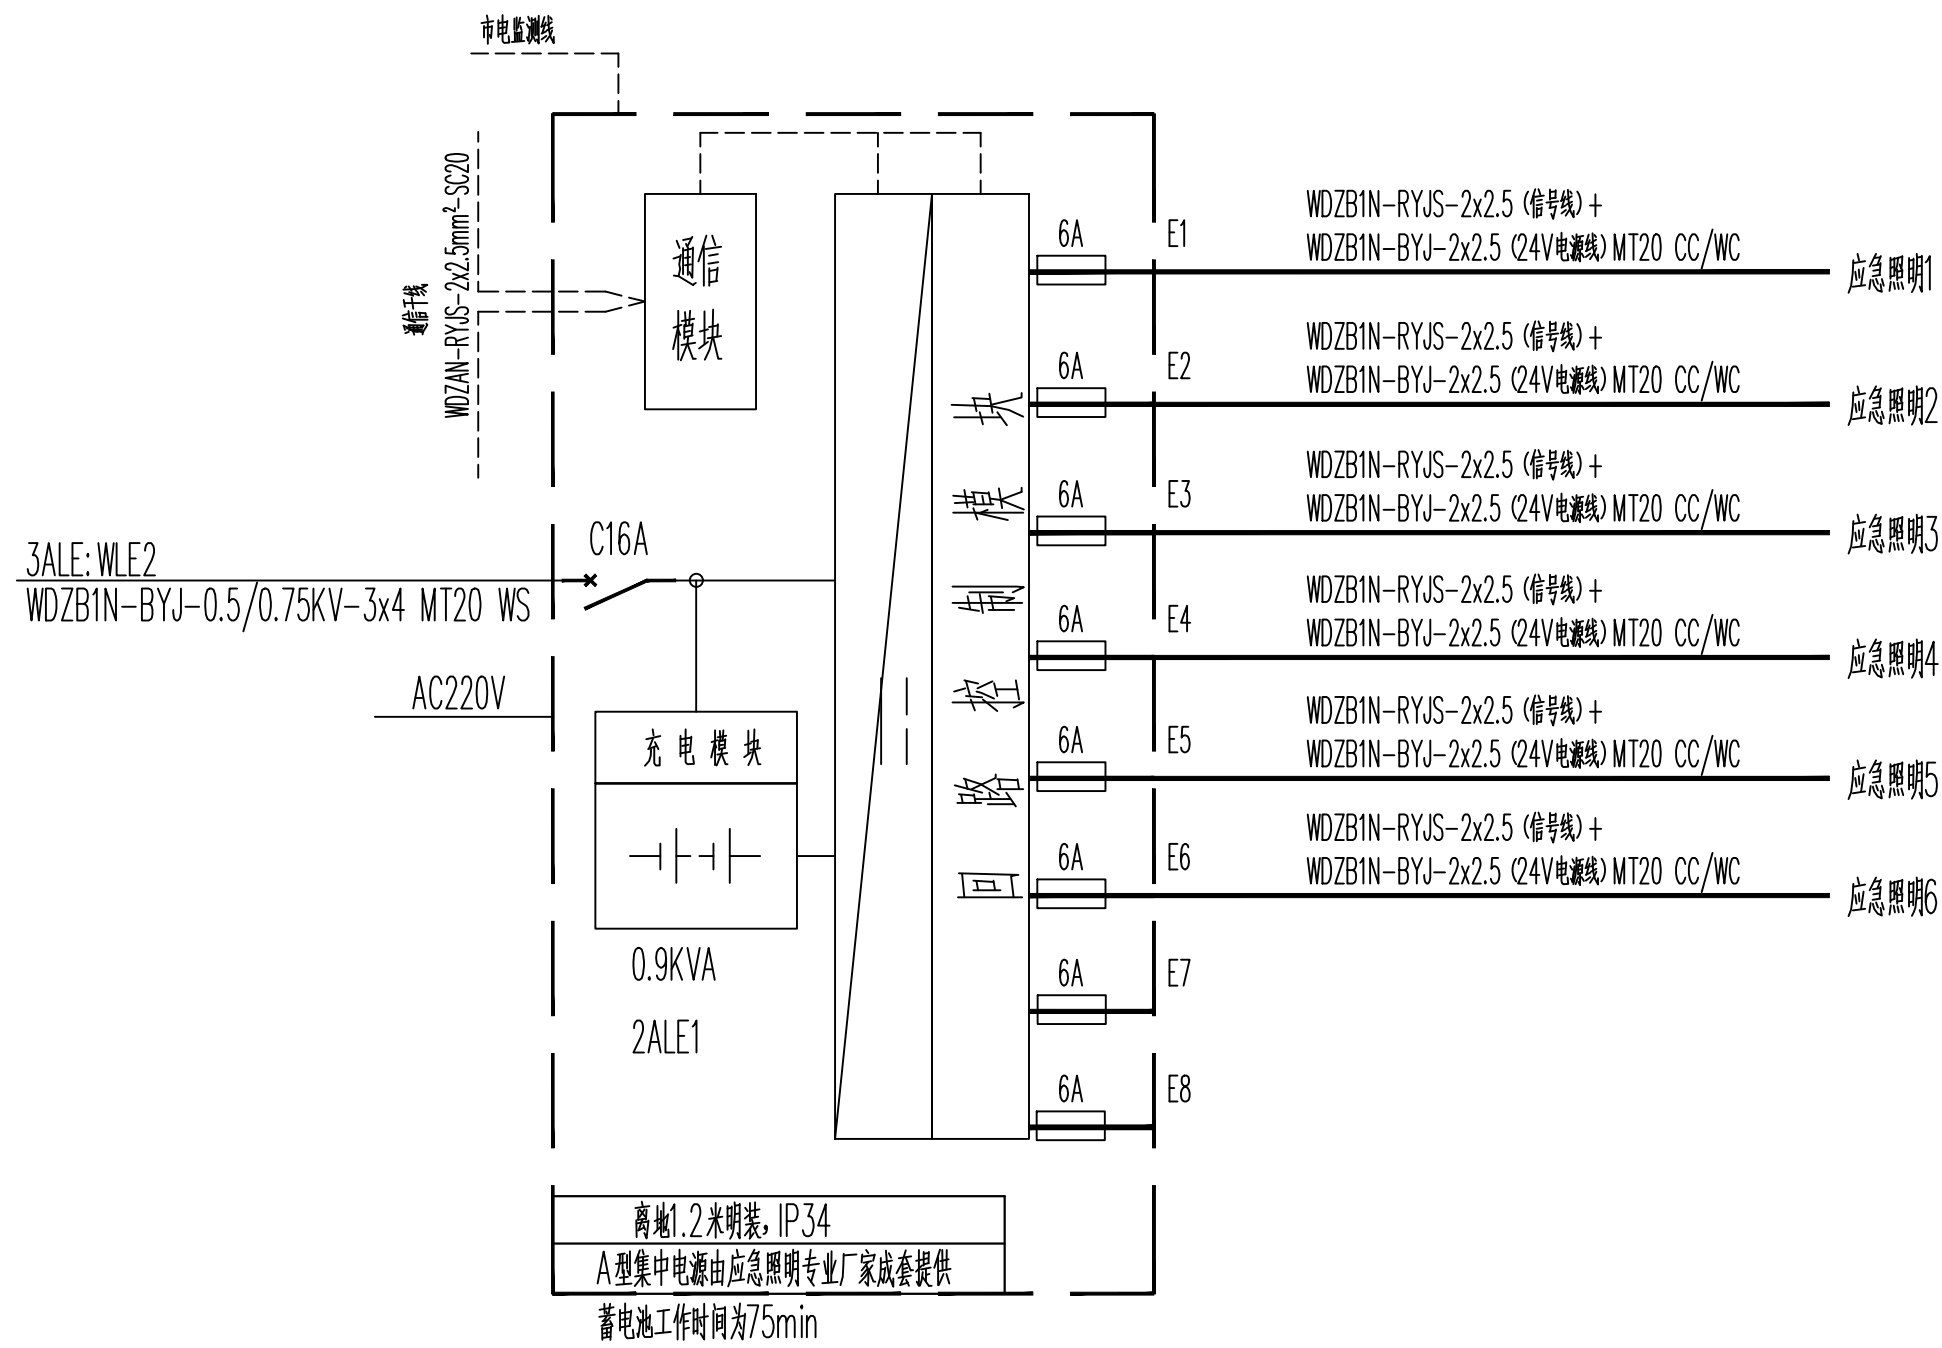 市电监测线
通信干线
WDZAN-RYJS-2x2.5mm²-SC20
通信
模块
3ALE: WLE2
WDZB1N-BYJ-0.5/0.75KV-3x4 MT20 WS
C16A
AC220V
充电模块
0.9KVA
2ALE1
回路控制模块
6A E1
WDZB1N-RYJS-2x2.5 (信号线)+
WDZB1N-BYJ-2x2.5 (24V电源线) MT20 CC/WC
应急照明1
6A E2
WDZB1N-RYJS-2x2.5 (信号线)+
WDZB1N-BYJ-2x2.5 (24V电源线) MT20 CC/WC
应急照明2
6A E3
WDZB1N-RYJS-2x2.5 (信号线)+
WDZB1N-BYJ-2x2.5 (24V电源线) MT20 CC/WC
应急照明3
6A E4
WDZB1N-RYJS-2x2.5 (信号线)+
WDZB1N-BYJ-2x2.5 (24V电源线) MT20 CC/WC
应急照明4
6A E5
WDZB1N-RYJS-2x2.5 (信号线)+
WDZB1N-BYJ-2x2.5 (24V电源线) MT20 CC/WC
应急照明5
6A E6
WDZB1N-RYJS-2x2.5 (信号线)+
WDZB1N-BYJ-2x2.5 (24V电源线) MT20 CC/WC
应急照明6
6A E7
6A E8
离地1.2米明装, IP34
A型集中电源由应急照明专业厂家成套提供
蓄电池工作时间为75min